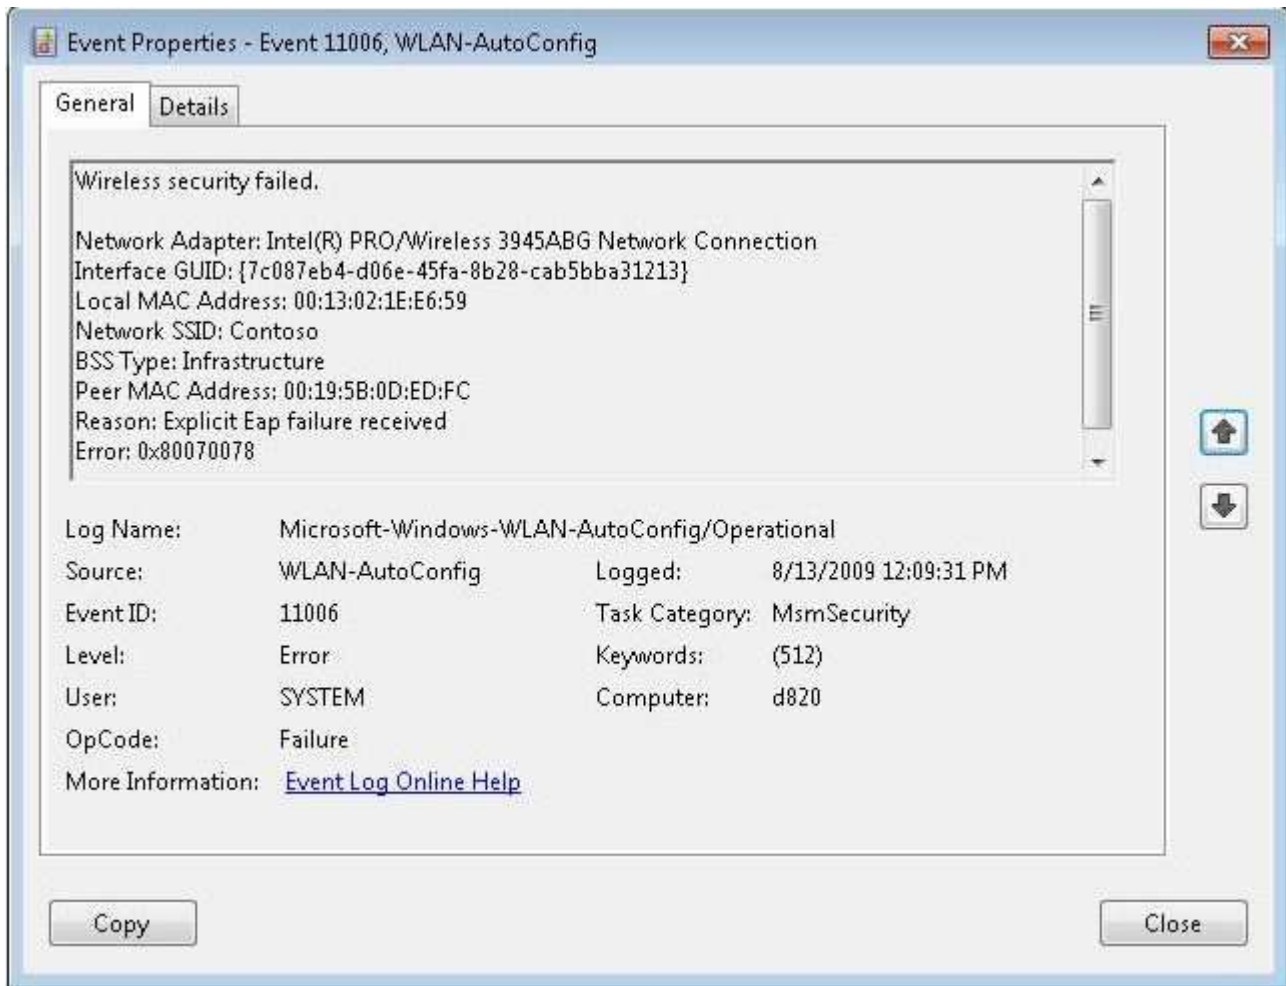 Event Properties - Event 11006, WLAN-AutoConfig
General Details
Wireless security failed.
Network Adapter: Intel(R) PRO/Wireless 3945ABG Network Connection
Interface GUID: {7c087eb4-d06e-45fa-8b28-cab5bba31213}
Local MAC Address: 00:13:02:1E:E6:59
Network SSID: Contoso
BSS Type: Infrastructure
Peer MAC Address: 00:19:5B:0D:ED:FC
Reason: Explicit Eap failure received
Error: 0x80070078
Log Name: Microsoft-Windows-WLAN-AutoConfig/Operational
Source: WLAN-AutoConfig Logged: 8/13/2009 12:09:31 PM
Event ID: 11006 Task Category: MsmSecurity
Level: Error Keywords: (512)
User: SYSTEM Computer: d820
OpCode: Failure
More Information: Event Log Online Help
Copy Close